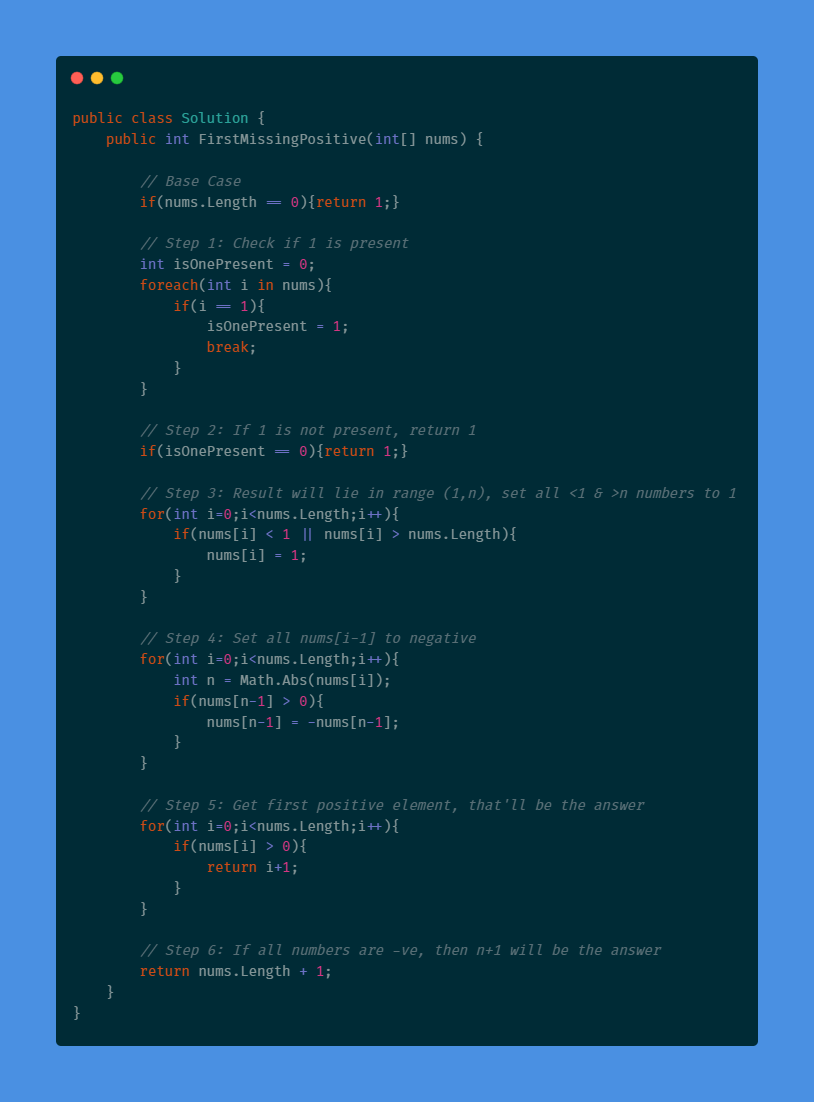 public class Solution {
    public int FirstMissingPositive(int[] nums) {

        // Base Case
        if(nums.Length == 0){return 1;}

        // Step 1: Check if 1 is present
        int isOnePresent = 0;
        foreach(int i in nums){
            if(i == 1){
                isOnePresent = 1;
                break;
            }
        }

        // Step 2: If 1 is not present, return 1
        if(isOnePresent == 0){return 1;}

        // Step 3: Result will lie in range (1,n), set all <1 & >n numbers to 1
        for(int i=0;i<nums.Length;i++){
            if(nums[i] < 1 || nums[i] > nums.Length){
                nums[i] = 1;
            }
        }

        // Step 4: Set all nums[i-1] to negative
        for(int i=0;i<nums.Length;i++){
            int n = Math.Abs(nums[i]);
            if(nums[n-1] > 0){
                nums[n-1] = -nums[n-1];
            }
        }

        // Step 5: Get first positive element, that'll be the answer
        for(int i=0;i<nums.Length;i++){
            if(nums[i] > 0){
                return i+1;
            }
        }

        // Step 6: If all numbers are -ve, then n+1 will be the answer
        return nums.Length + 1;
    }
}